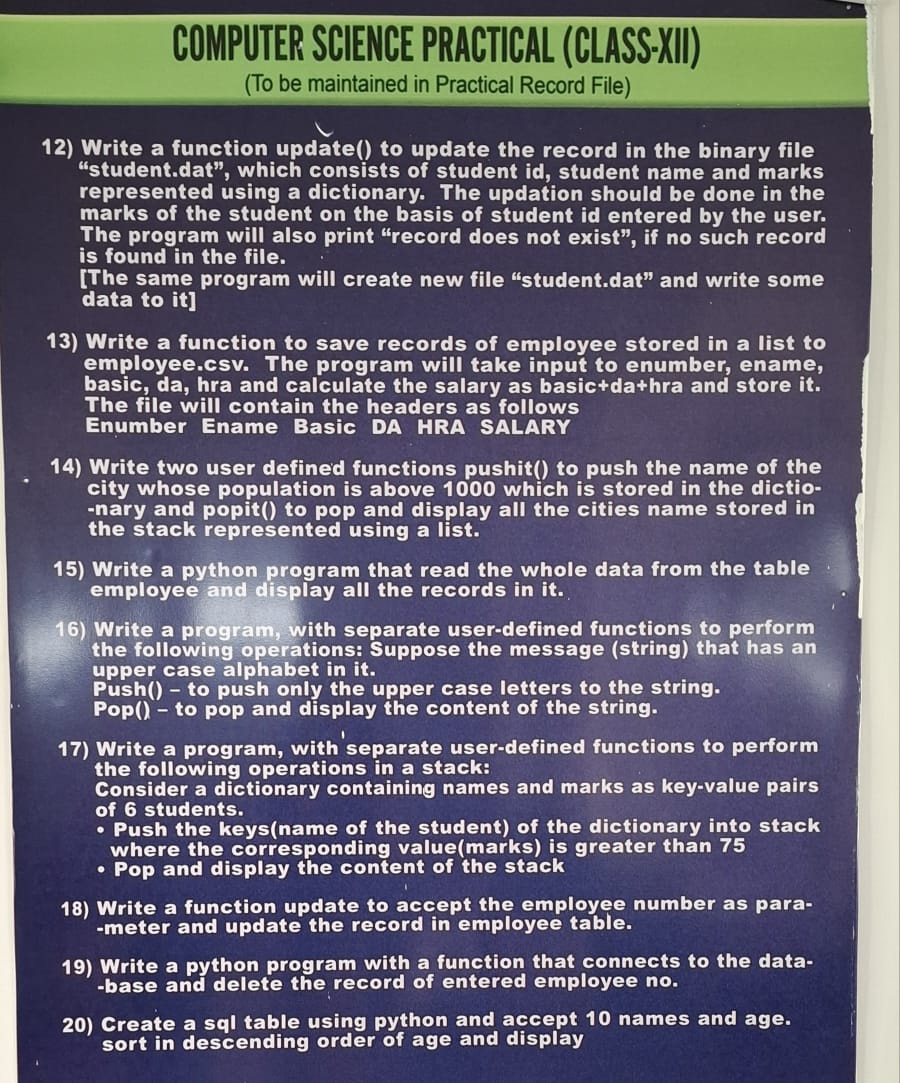 COMPUTER SCIENCE PRACTICAL (CLASS-XII)
(To be maintained in Practical Record File)
12) Write a function update() to update the record in the binary file
“student.dat”, which consists of student id, student name and marks
represented using a dictionary. The updation should be done in the
marks of the student on the basis of student id entered by the user.
The program will also print “record does not exist”, if no such record
is found in the file.
[The same program will create new file “student.dat” and write some
data to it]
13) Write a function to save records of employee stored in a list to
employee.csv. The program will take input to enumber, ename,
basic, da, hra and calculate the salary as basic+da+hra and store it.
The file will contain the headers as follows
Enumber Ename Basic DA HRA SALARY
14) Write two user defined functions pushit() to push the name of the
city whose population is above 1000 which is stored in the dictio-
-nary and popit() to pop and display all the cities name stored in
the stack represented using a list.
15) Write a python program that read the whole data from the table
employee and display all the records in it.
16) Write a program, with separate user-defined functions to perform
the following operations: Suppose the message (string) that has an
upper case alphabet in it.
Push() – to push only the upper case letters to the string.
Pop() – to pop and display the content of the string.
17) Write a program, with separate user-defined functions to perform
the following operations in a stack:
Consider a dictionary containing names and marks as key-value pairs
of 6 students.
• Push the keys(name of the student) of the dictionary into stack
where the corresponding value(marks) is greater than 75
• Pop and display the content of the stack
18) Write a function update to accept the employee number as para-
-meter and update the record in employee table.
19) Write a python program with a function that connects to the data-
-base and delete the record of entered employee no.
20) Create a sql table using python and accept 10 names and age.
sort in descending order of age and display